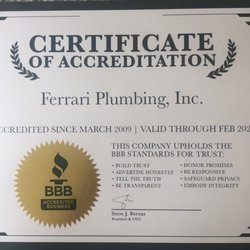 CERTIFICATE
OF ACCREDITATION
Ferrari Plumbing, Inc.
CCREDITED SINCE MARCH 2009 | VALID THROUGH FEB 202
THIS COMPANY UPHOLDS THE
BBB STANDARDS FOR TRUST:
• BUILD TRUST
• HONOR PROMISES
• ADVERTISE HONESTLY
• BE RESPONSIVE
• TELL THE TRUTH
• SAFEGUARD PRIVACY
• BE TRANSPARENT
• EMBODY INTEGRITY
BBB
ACCREDITED
BUSINESS
Steve J. Bernas
President & CEO